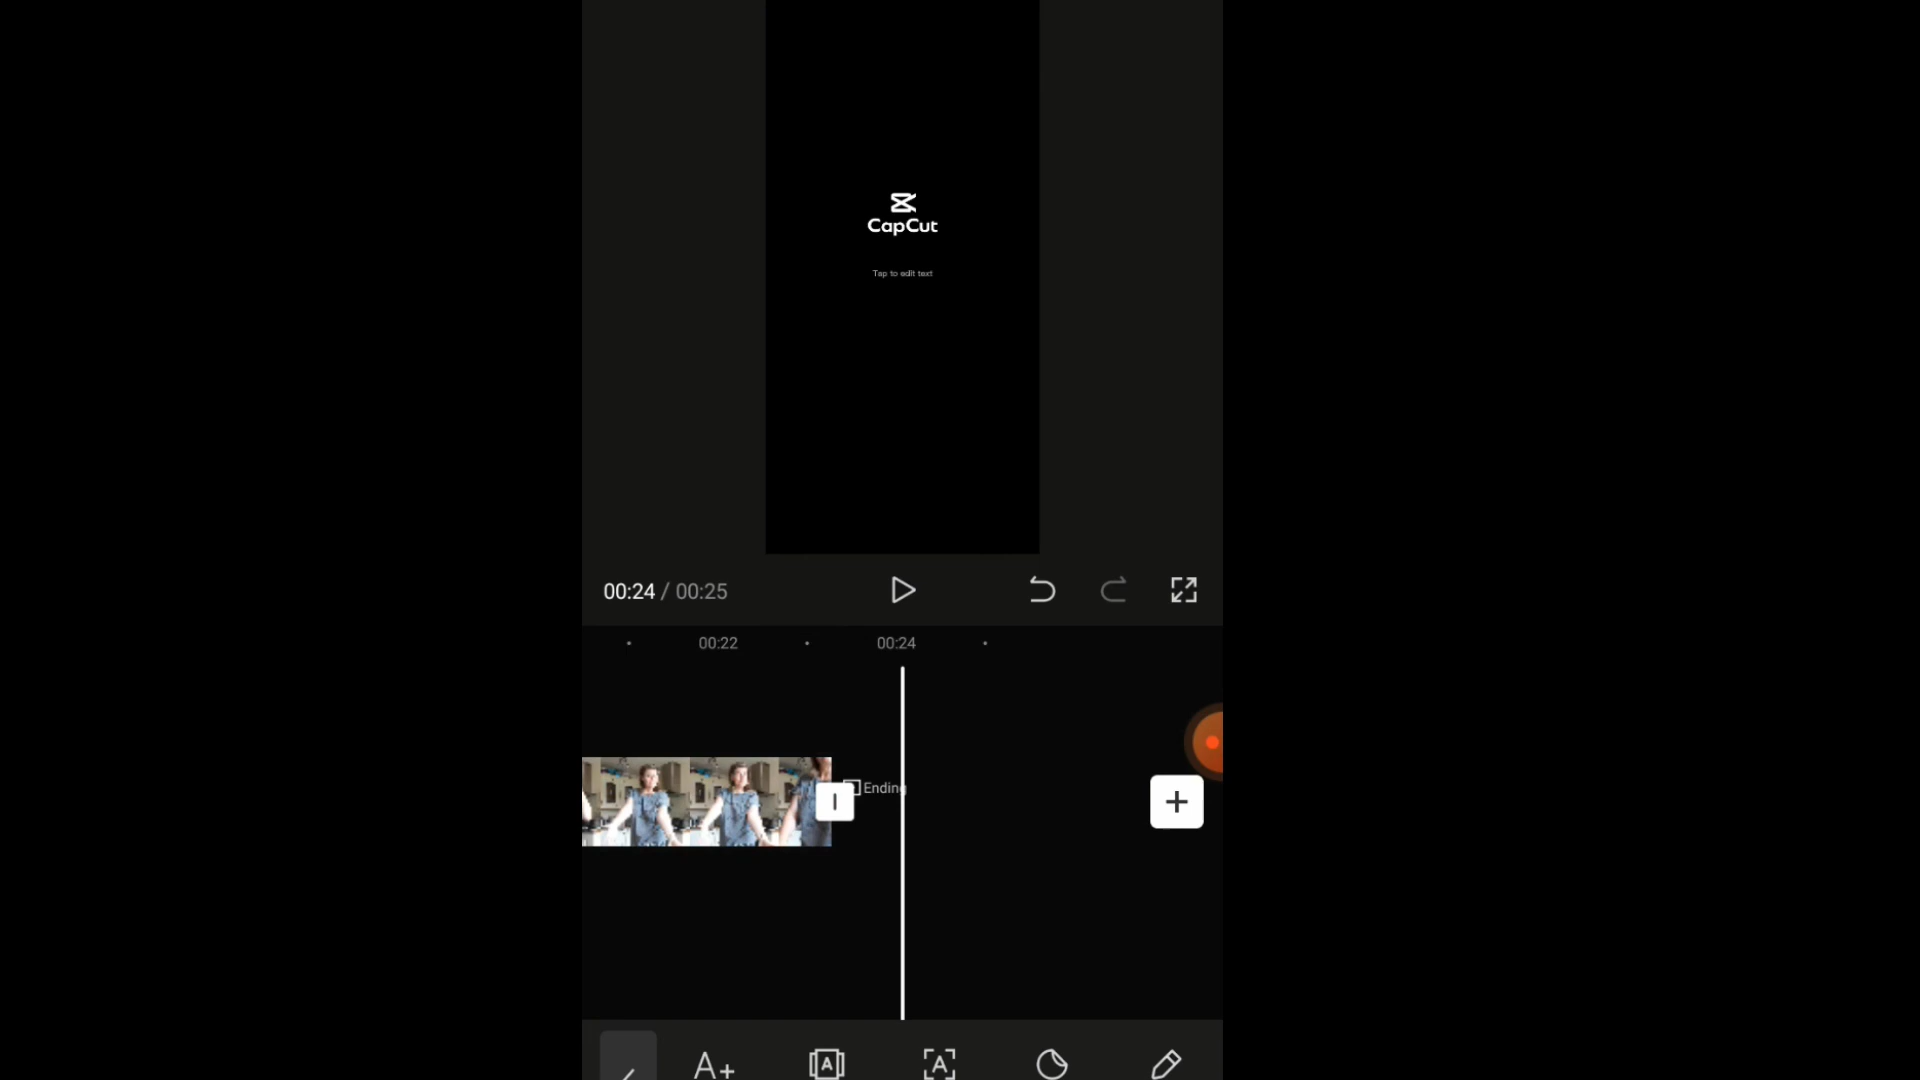 CapCut
Tap to edit text
00:24 / 00:25
00:22
00:24
Ending
A+
A
A